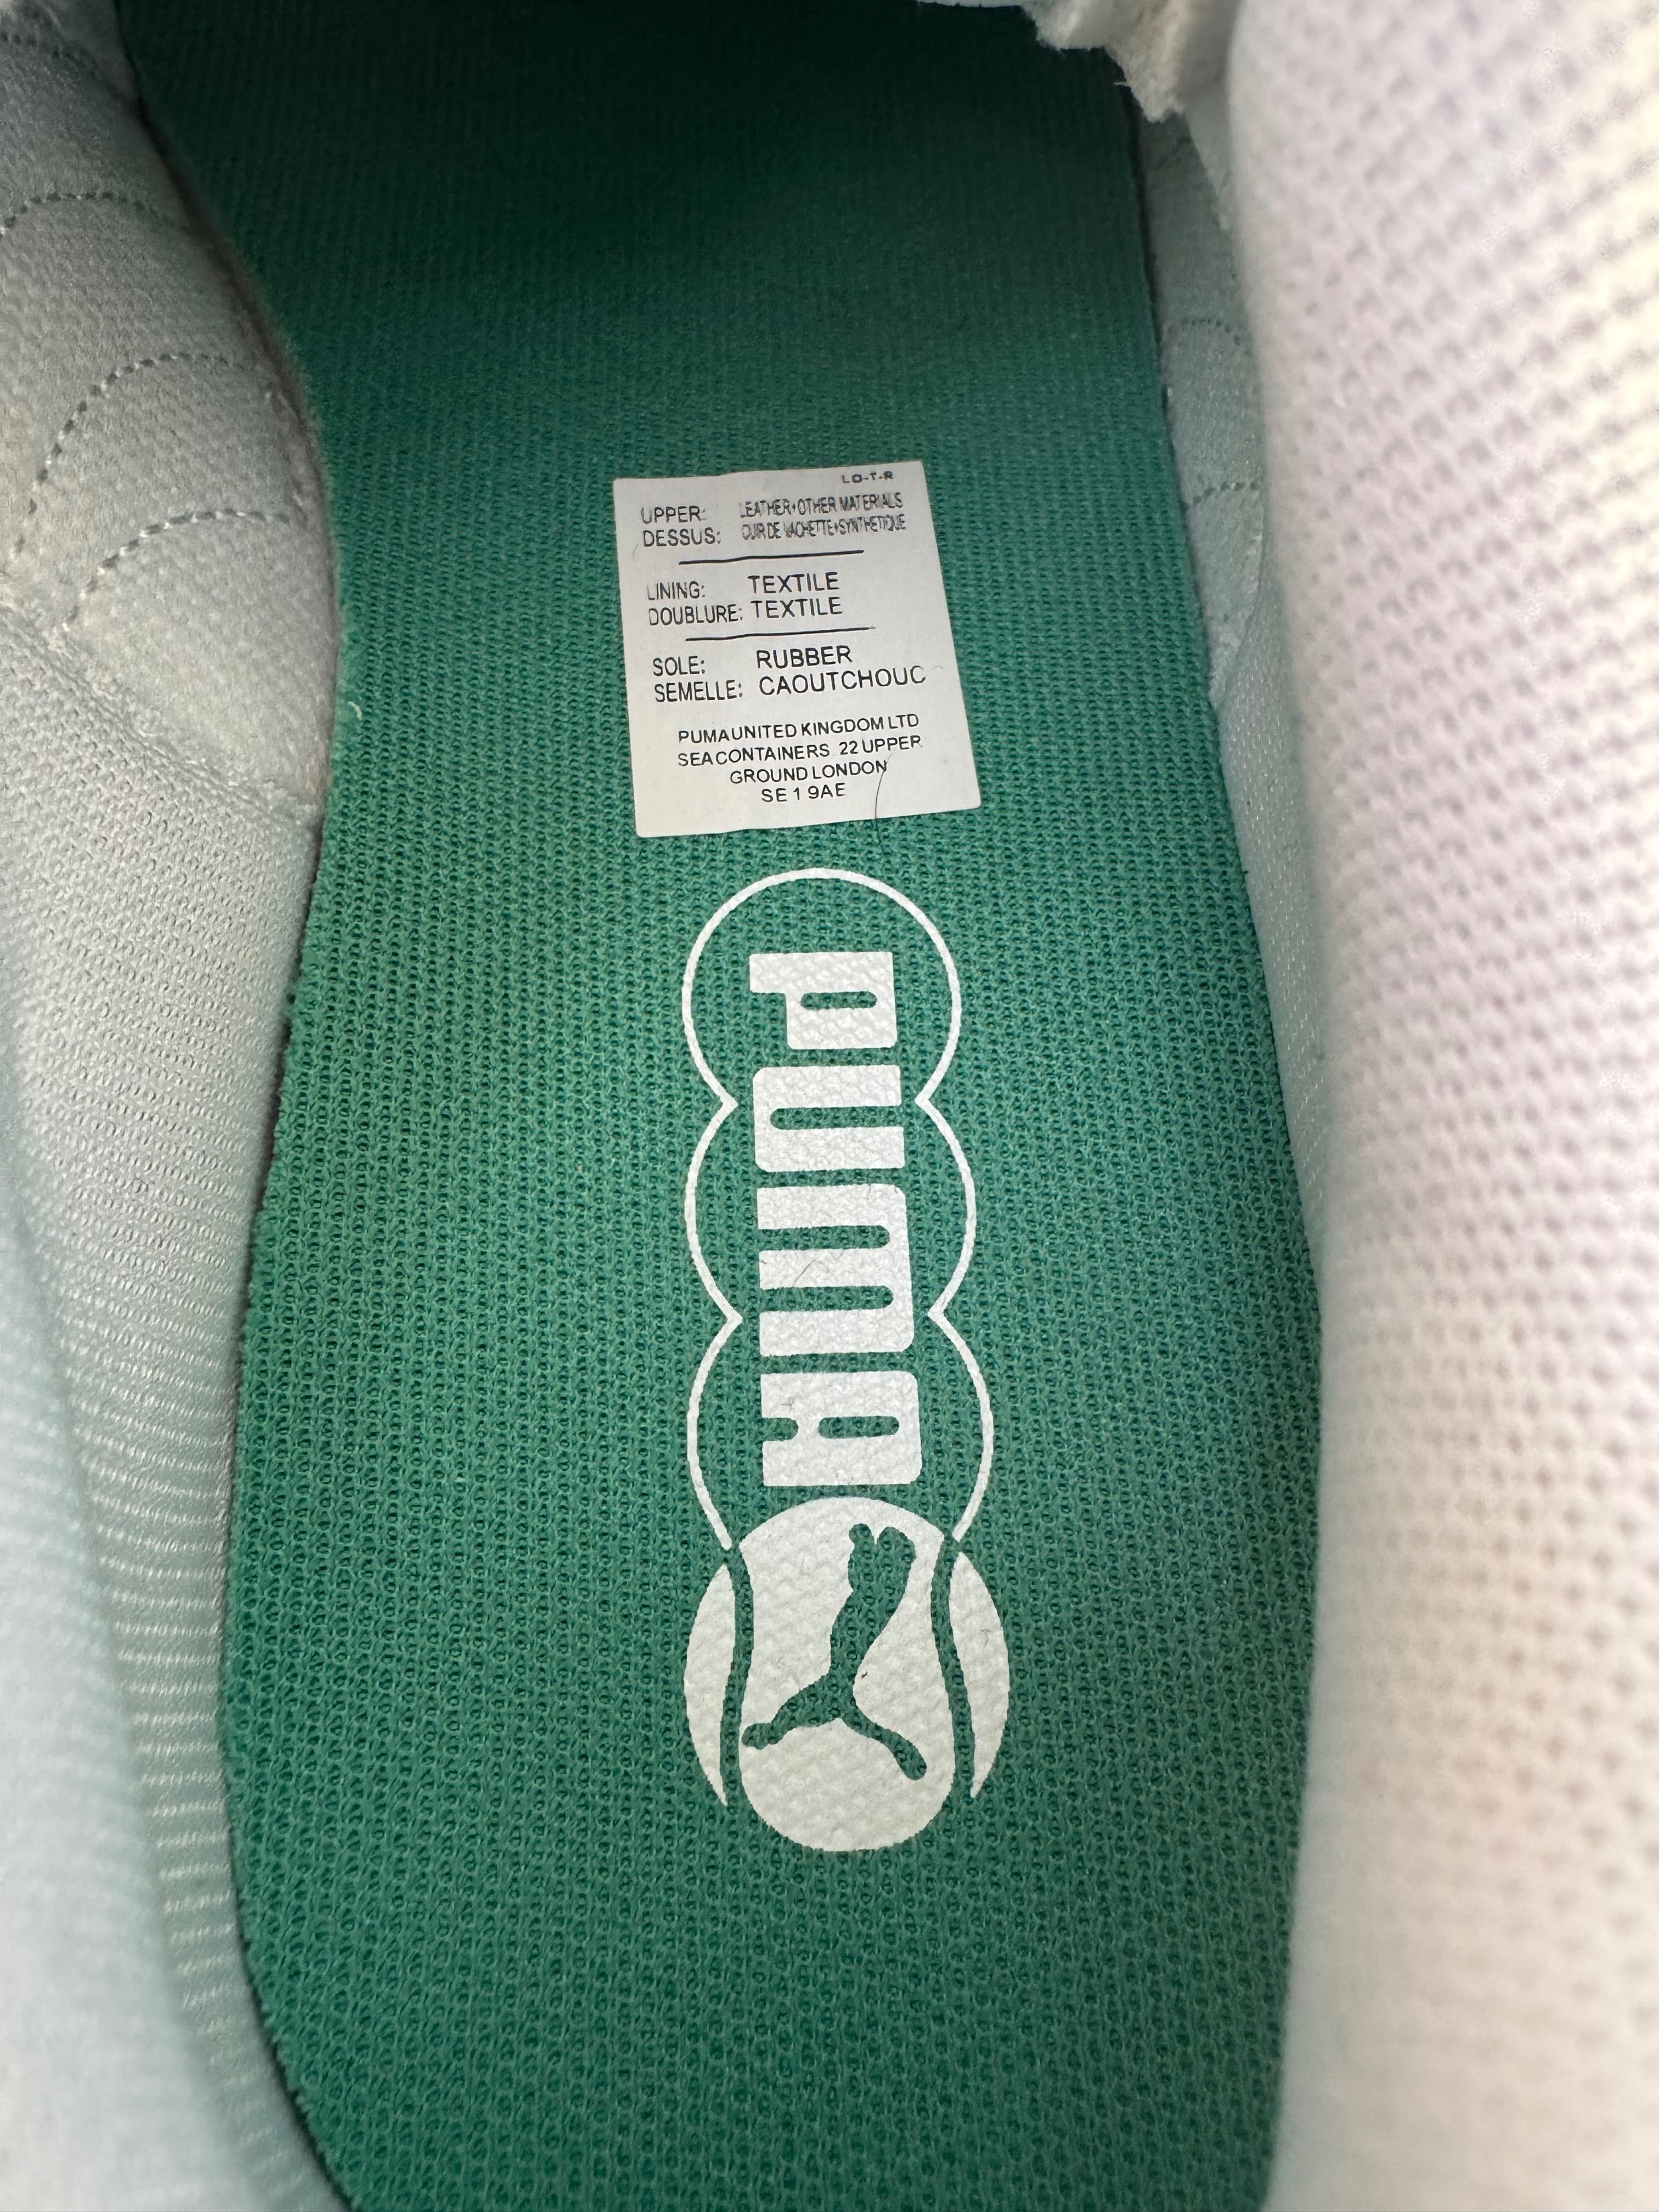 LO-T-R
UPPER: LEATHER+OTHER MATERIALS
DESSUS: CUIR DE VACHETTE+SYNTHETIQUE
LINING: TEXTILE
DOUBLURE: TEXTILE
SOLE: RUBBER
SEMELLE: CAOUTCHOUC
PUMA UNITED KINGDOM LTD
SEA CONTAINERS 22 UPPER
GROUND LONDON
SE1 9AE
PUMA